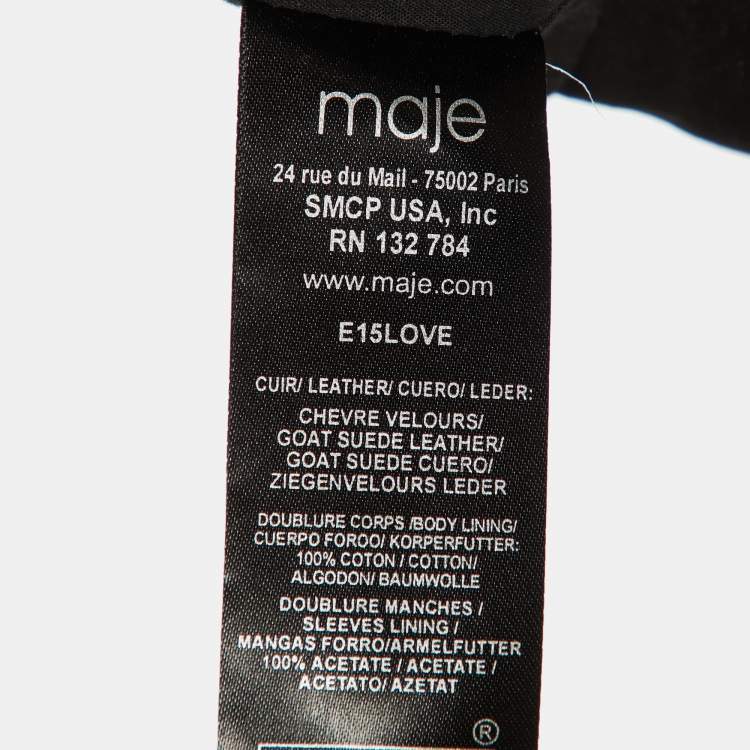 maje
24 rue du Mail - 75002 Paris
SMCP USA, Inc
RN 132 784
www.maje.com
E15LOVE
CUIR/ LEATHER/ CUERO/ LEDER:
CHEVRE VELOURS/
GOAT SUEDE LEATHER/
GOAT SUEDE CUERO/
ZIEGENVELOURS LEDER
DOUBLURE CORPS /BODY LINING/
CUERPO FOROO/ KORPERFUTTER:
100% COTON / COTTON/
ALGODON/ BAUMWOLLE
DOUBLURE MANCHES /
SLEEVES LINING /
MANGAS FORRO/ARMELFUTTER
100% ACETATE / ACETATE /
ACETATO/ AZETAT
®